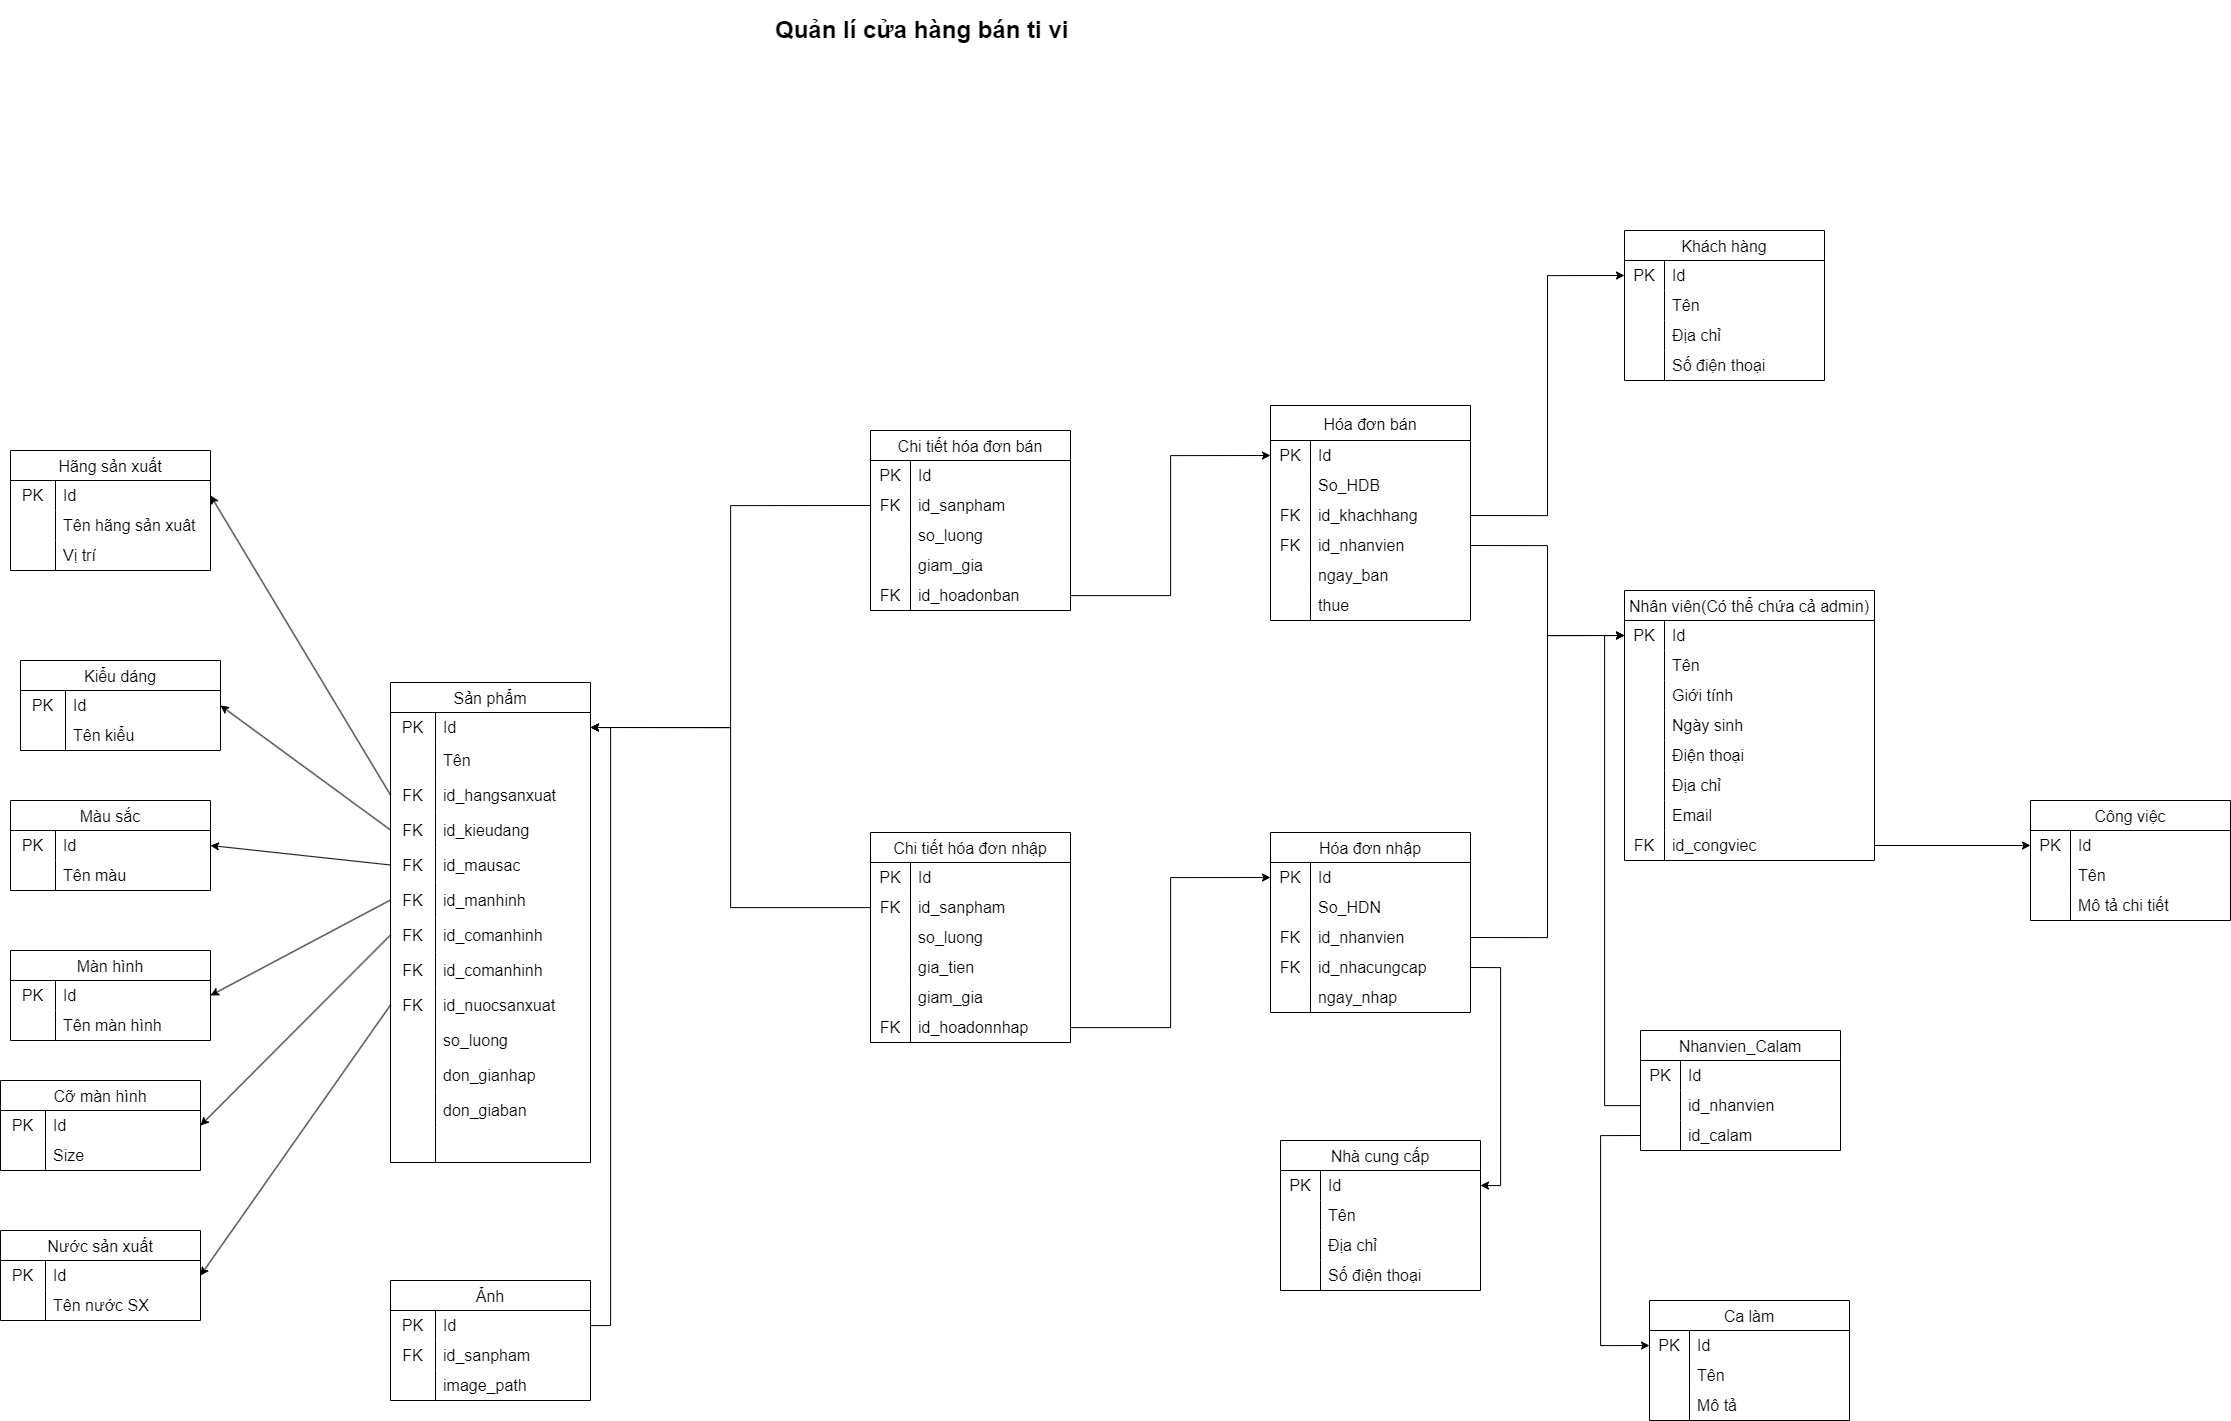 Quản lí cửa hàng bán ti vi
Khách hàng
PK Id
Tên
Địa chỉ
Số điện thoại
Hóa đơn bán
PK Id
So_HDB
FK id_khachhang
FK id_nhanvien
ngay_ban
thue
Chi tiết hóa đơn bán
PK Id
FK id_sanpham
so_luong
giam_gia
FK id_hoadonban
Hãng sản xuất
PK Id
Tên hãng sản xuât
Vị trí
Nhân viên(Có thể chứa cả admin)
PK Id
Tên
Giới tính
Ngày sinh
Điện thoại
Địa chỉ
Email
FK id_congviec
Kiểu dáng
PK Id
Tên kiểu
Sản phẩm
PK Id
Tên
FK id_hangsanxuat
FK id_kieudang
FK id_mausac
FK id_manhinh
FK id_comanhinh
FK id_comanhinh
FK id_nuocsanxuat
so_luong
don_gianhap
don_giaban
Màu sắc
PK Id
Tên màu
Công việc
PK Id
Tên
Mô tả chi tiết
Chi tiết hóa đơn nhập
PK Id
FK id_sanpham
so_luong
gia_tien
giam_gia
FK id_hoadonnhap
Hóa đơn nhập
PK Id
So_HDN
FK id_nhanvien
FK id_nhacungcap
ngay_nhap
Màn hình
PK Id
Tên màn hình
Nhanvien_Calam
PK Id
id_nhanvien
id_calam
Cỡ màn hình
PK Id
Size
Nhà cung cấp
PK Id
Tên
Địa chỉ
Số điện thoại
Nước sản xuất
PK Id
Tên nước SX
Ảnh
PK Id
FK id_sanpham
image_path
Ca làm
PK Id
Tên
Mô tả